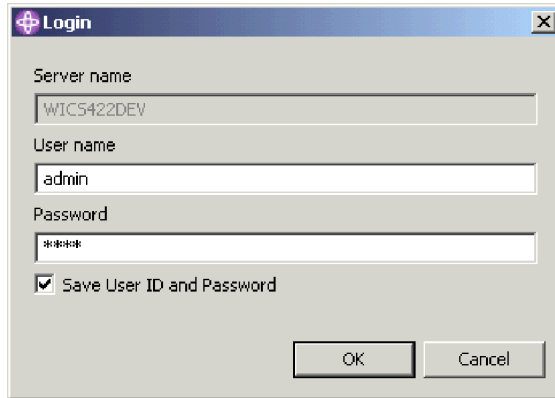 Login
Server name
WICS422DEV
User name
admin
Password
****
Save User ID and Password
OK Cancel